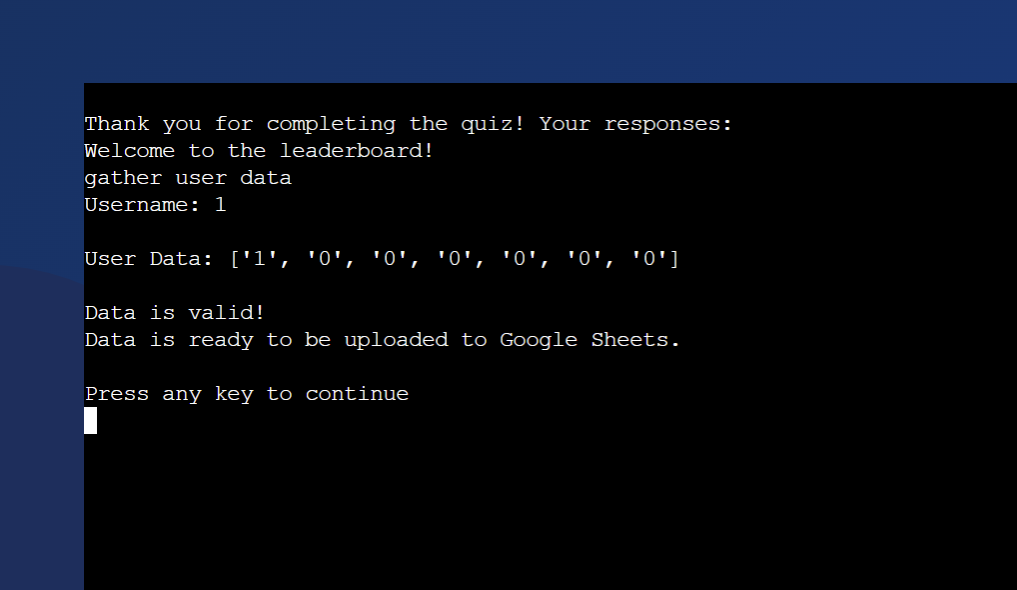 Thank you for completing the quiz! Your responses:
Welcome to the leaderboard!
gather user data
Username: 1
User Data: ['1', '0', '0', '0', '0', '0', '0']
Data is valid!
Data is ready to be uploaded to Google Sheets.
Press any key to continue